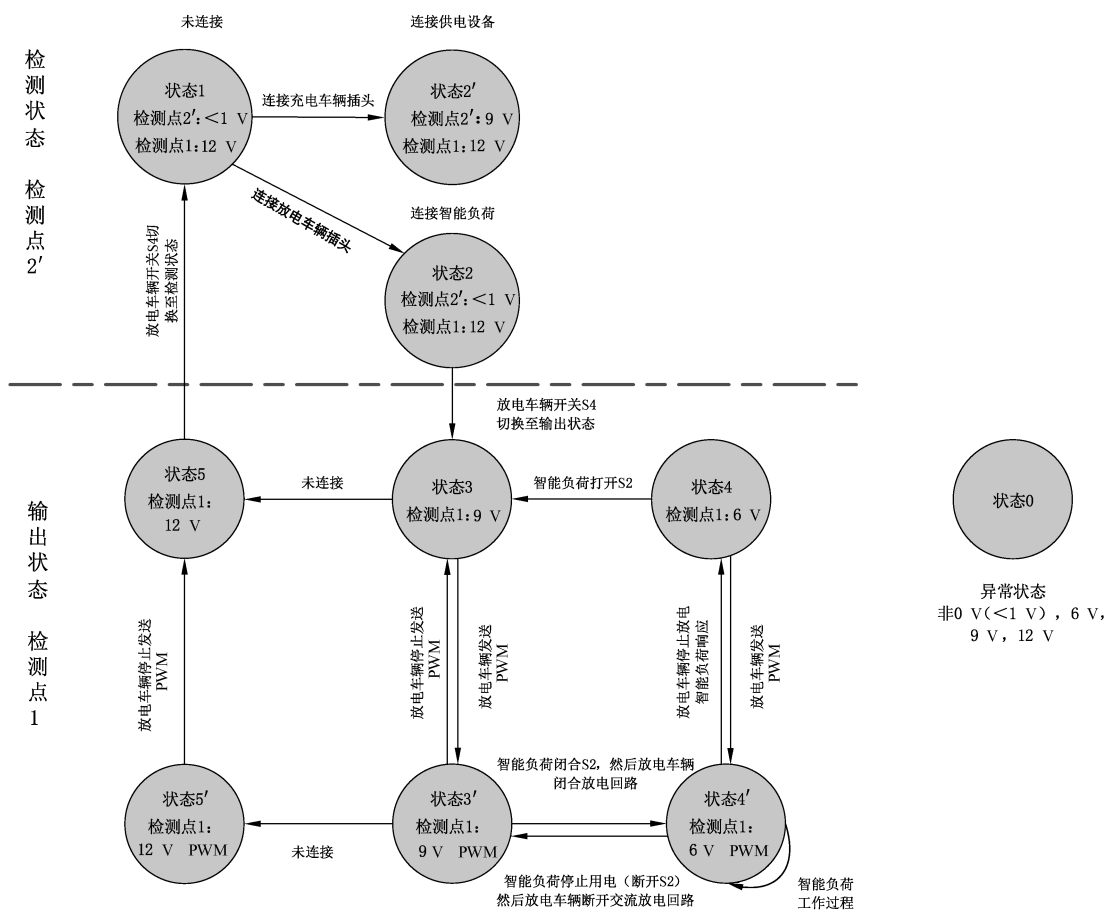 未连接
连接供电设备
检测状态 检测点2′
状态1
检测点2′:<1 V
检测点1:12 V
连接充电车辆插头
状态2′
检测点2′:9 V
检测点1:12 V
连接放电车辆插头
连接智能负荷
状态2
检测点2′:<1 V
检测点1:12 V
放电车辆开关S4切
换至检测状态
放电车辆开关S4
切换至输出状态
输出状态 检测点1
状态5
检测点1:
12 V
未连接
状态3
检测点1:9 V
智能负荷打开S2
状态4
检测点1:6 V
状态0
异常状态
非0 V(<1 V),6 V,
9 V,12 V
放电车辆停止发送
PWM
放电车辆停止发送
PWM
放电车辆发送
PWM
放电车辆停止放电
智能负荷响应
放电车辆发送
PWM
智能负荷闭合S2,然后放电车辆
闭合放电回路
状态5′
检测点1:
12 V PWM
未连接
状态3′
检测点1:
9 V PWM
状态4′
检测点1:
6 V PWM
智能负荷停止用电(断开S2)
然后放电车辆断开交流放电回路
智能负荷
工作过程